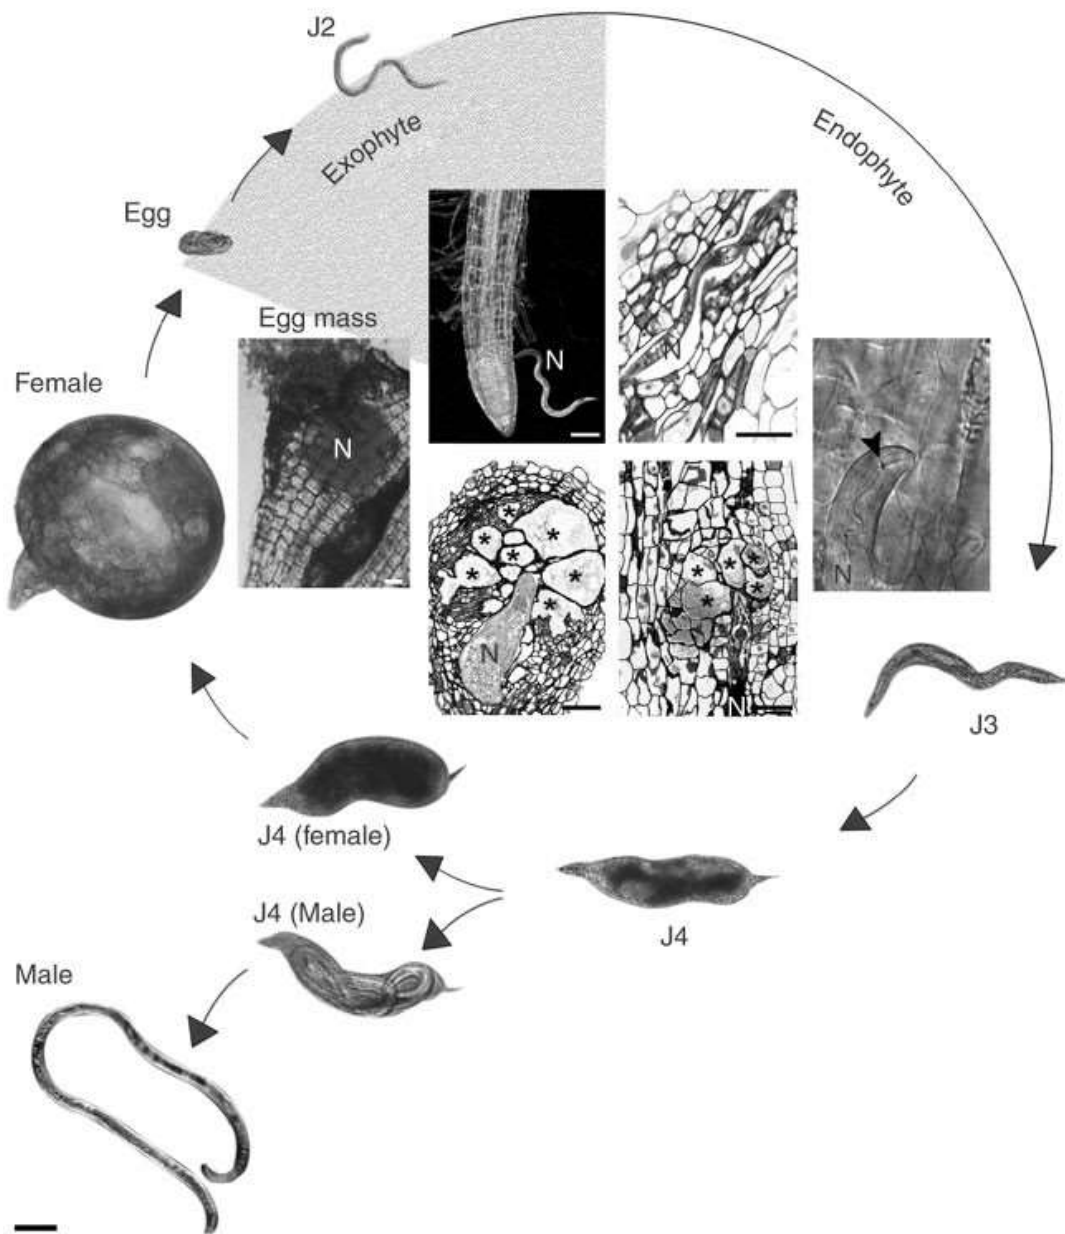 J2
Exophyte
Endophyte
Egg
Egg mass
Female
N
N
N
N
* * * * * * * *
N
* * * * *
N
J3
J4 (female)
J4 (Male)
J4
Male